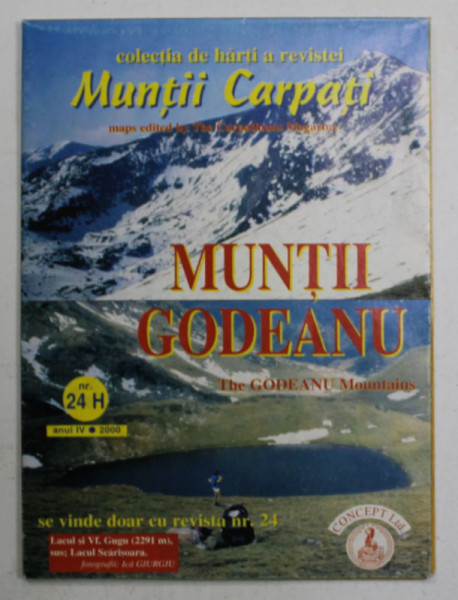 colecția de hărți a revistei
Munții Carpați
maps edited by The Carpathians Magazine
MUNȚII
GODEANU
The GODEANU Mountains
nr.
24 H
anul IV ● 2000
se vinde doar cu revista nr. 24
Lacul și Vf. Gugu (2291 m),
sus; Lacul Scărișoara.
fotografii: Ică GIURGIU
CONCEPT Ltd